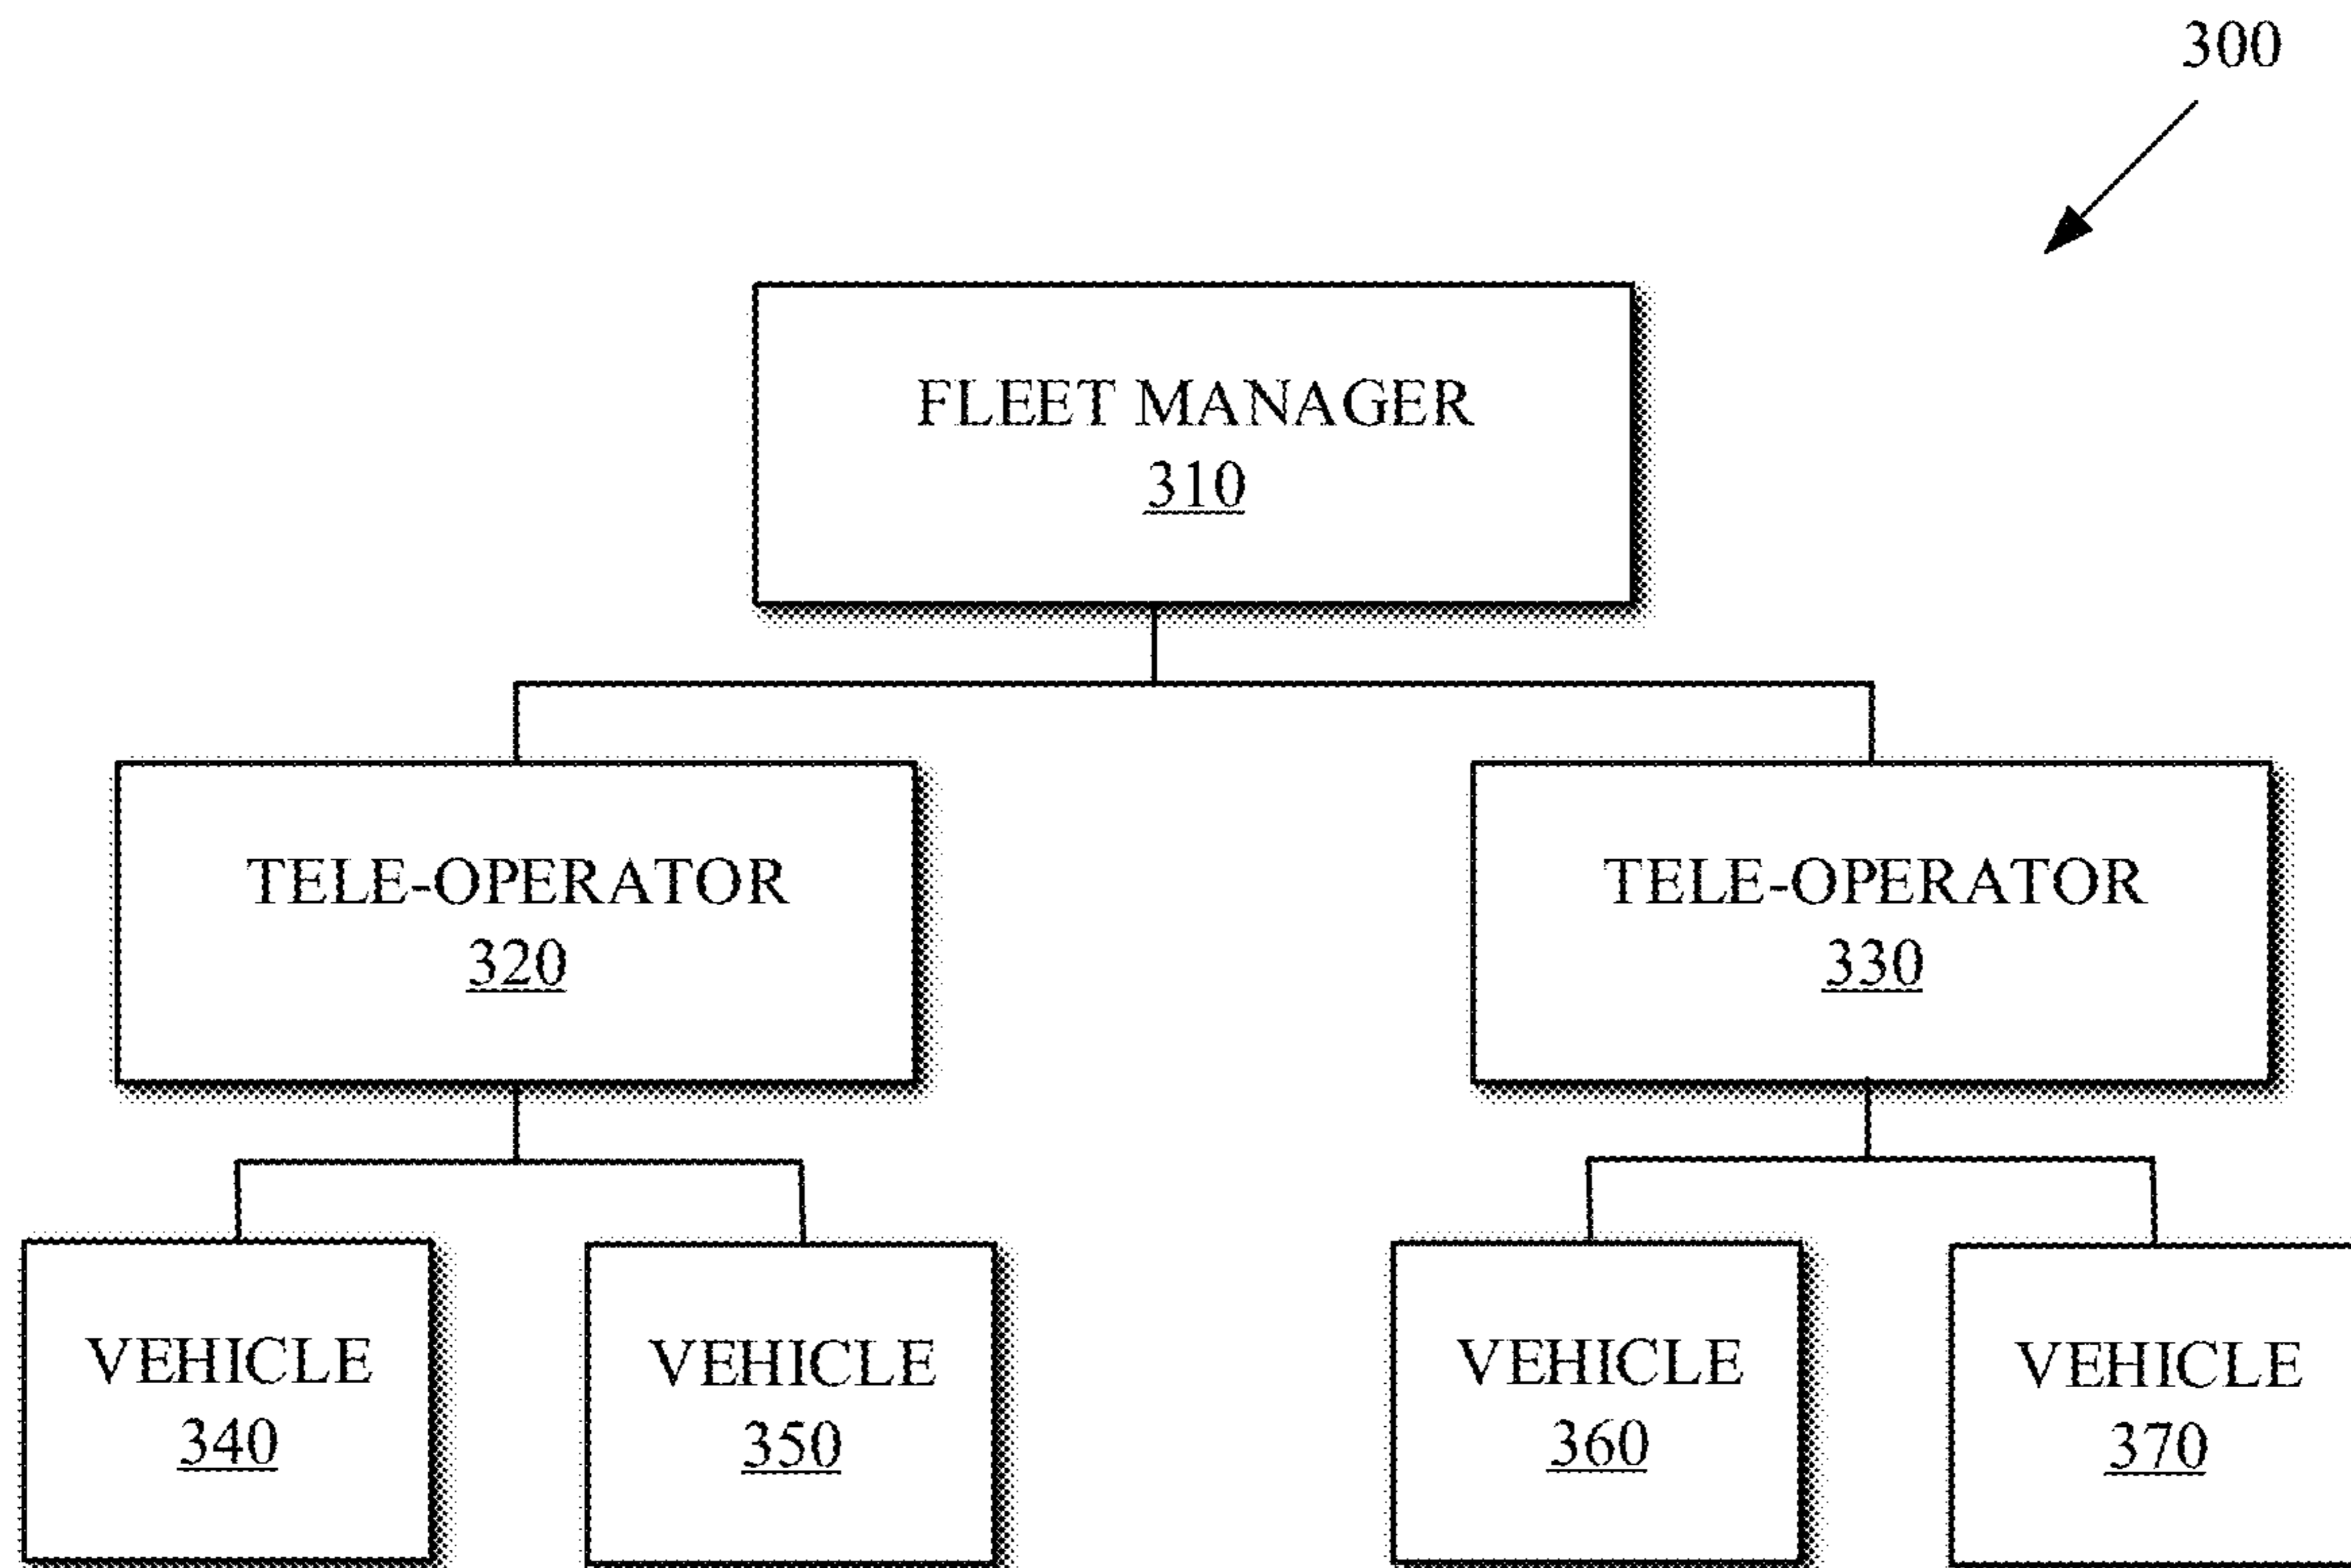 300
FLEET MANAGER
310
TELE-OPERATOR
320
TELE-OPERATOR
330
VEHICLE
340
VEHICLE
350
VEHICLE
360
VEHICLE
370